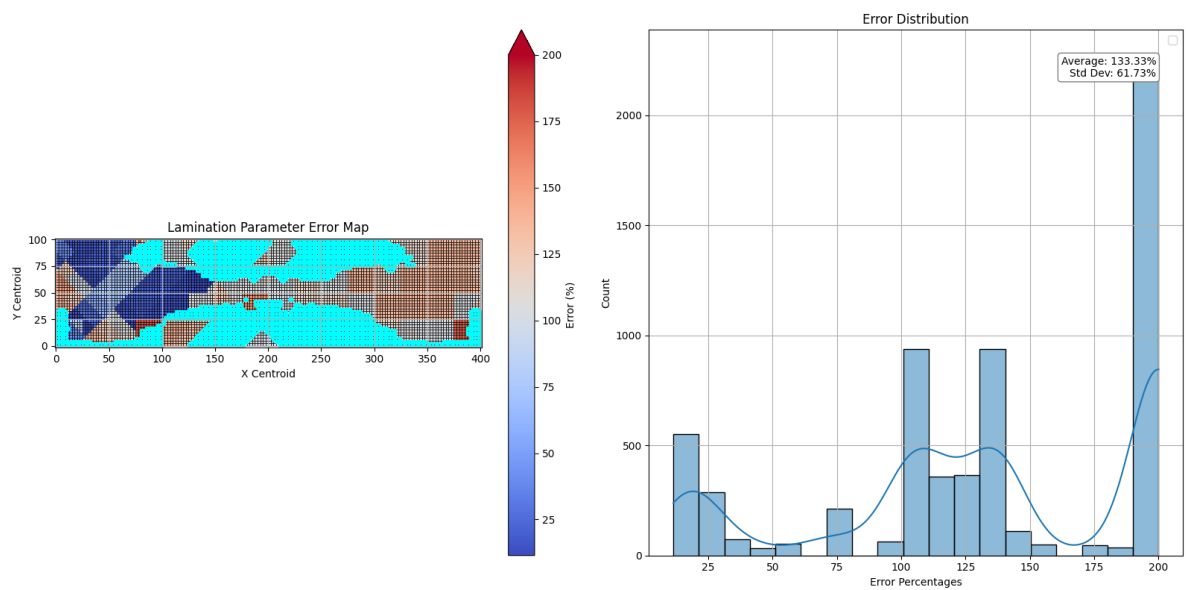 Lamination Parameter Error Map
100
75
50
25
0
Y Centroid
0 50 100 150 200 250 300 350 400
X Centroid
200
175
150
125
100
75
50
25
Error (%)
Error Distribution
Average: 133.33%
Std Dev: 61.73%
2000
1500
1000
500
0
Count
25 50 75 100 125 150 175 200
Error Percentages